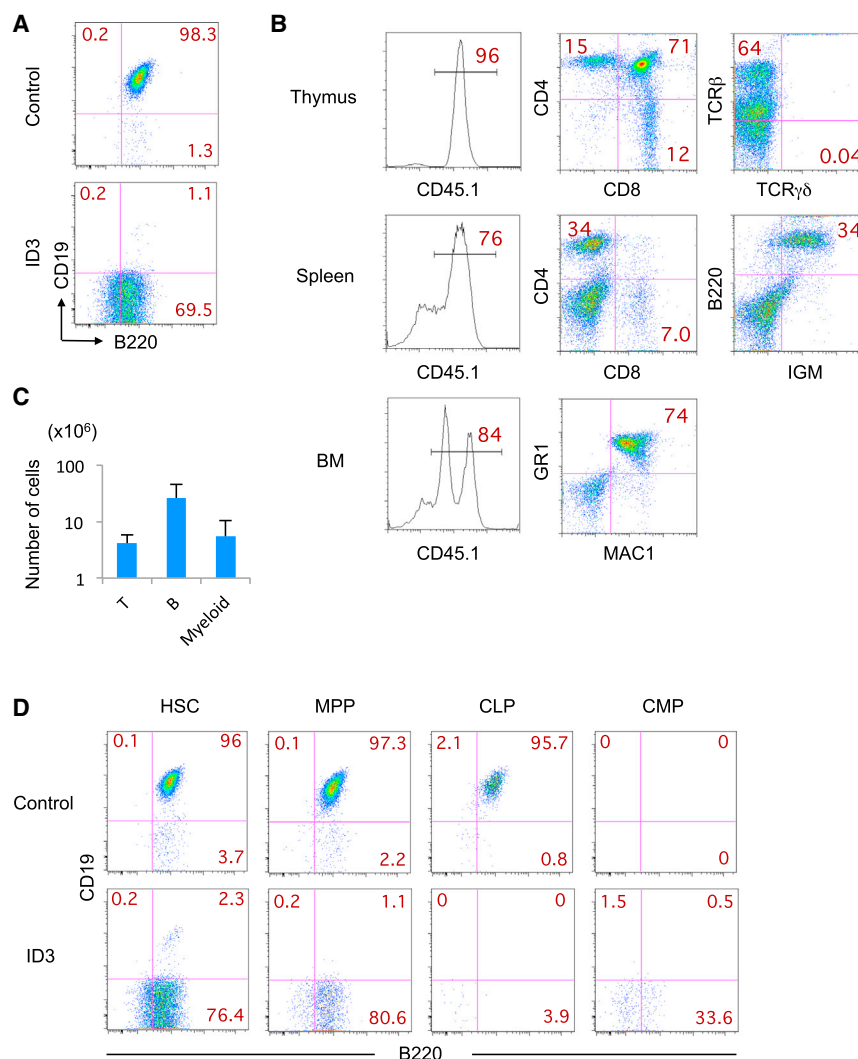 A
0.2 98.3
Control
1.3
0.2 1.1
ID3
CD19
69.5
B220
B
96
Thymus
CD45.1
15 71
CD4
12
CD8
64
TCRβ
0.04
TCRγδ
76
Spleen
CD45.1
34
CD4
7.0
CD8
34
B220
IGM
84
BM
CD45.1
74
GR1
MAC1
C
(x10⁶)
Number of cells
100
10
1
T
B
Myeloid
D
HSC MPP CLP CMP
Control
0.1 96
3.7
0.1 97.3
2.2
2.1 95.7
0.8
0 0
0
CD19
ID3
0.2 2.3
76.4
0.2 1.1
80.6
0 0
3.9
1.5 0.5
33.6
B220